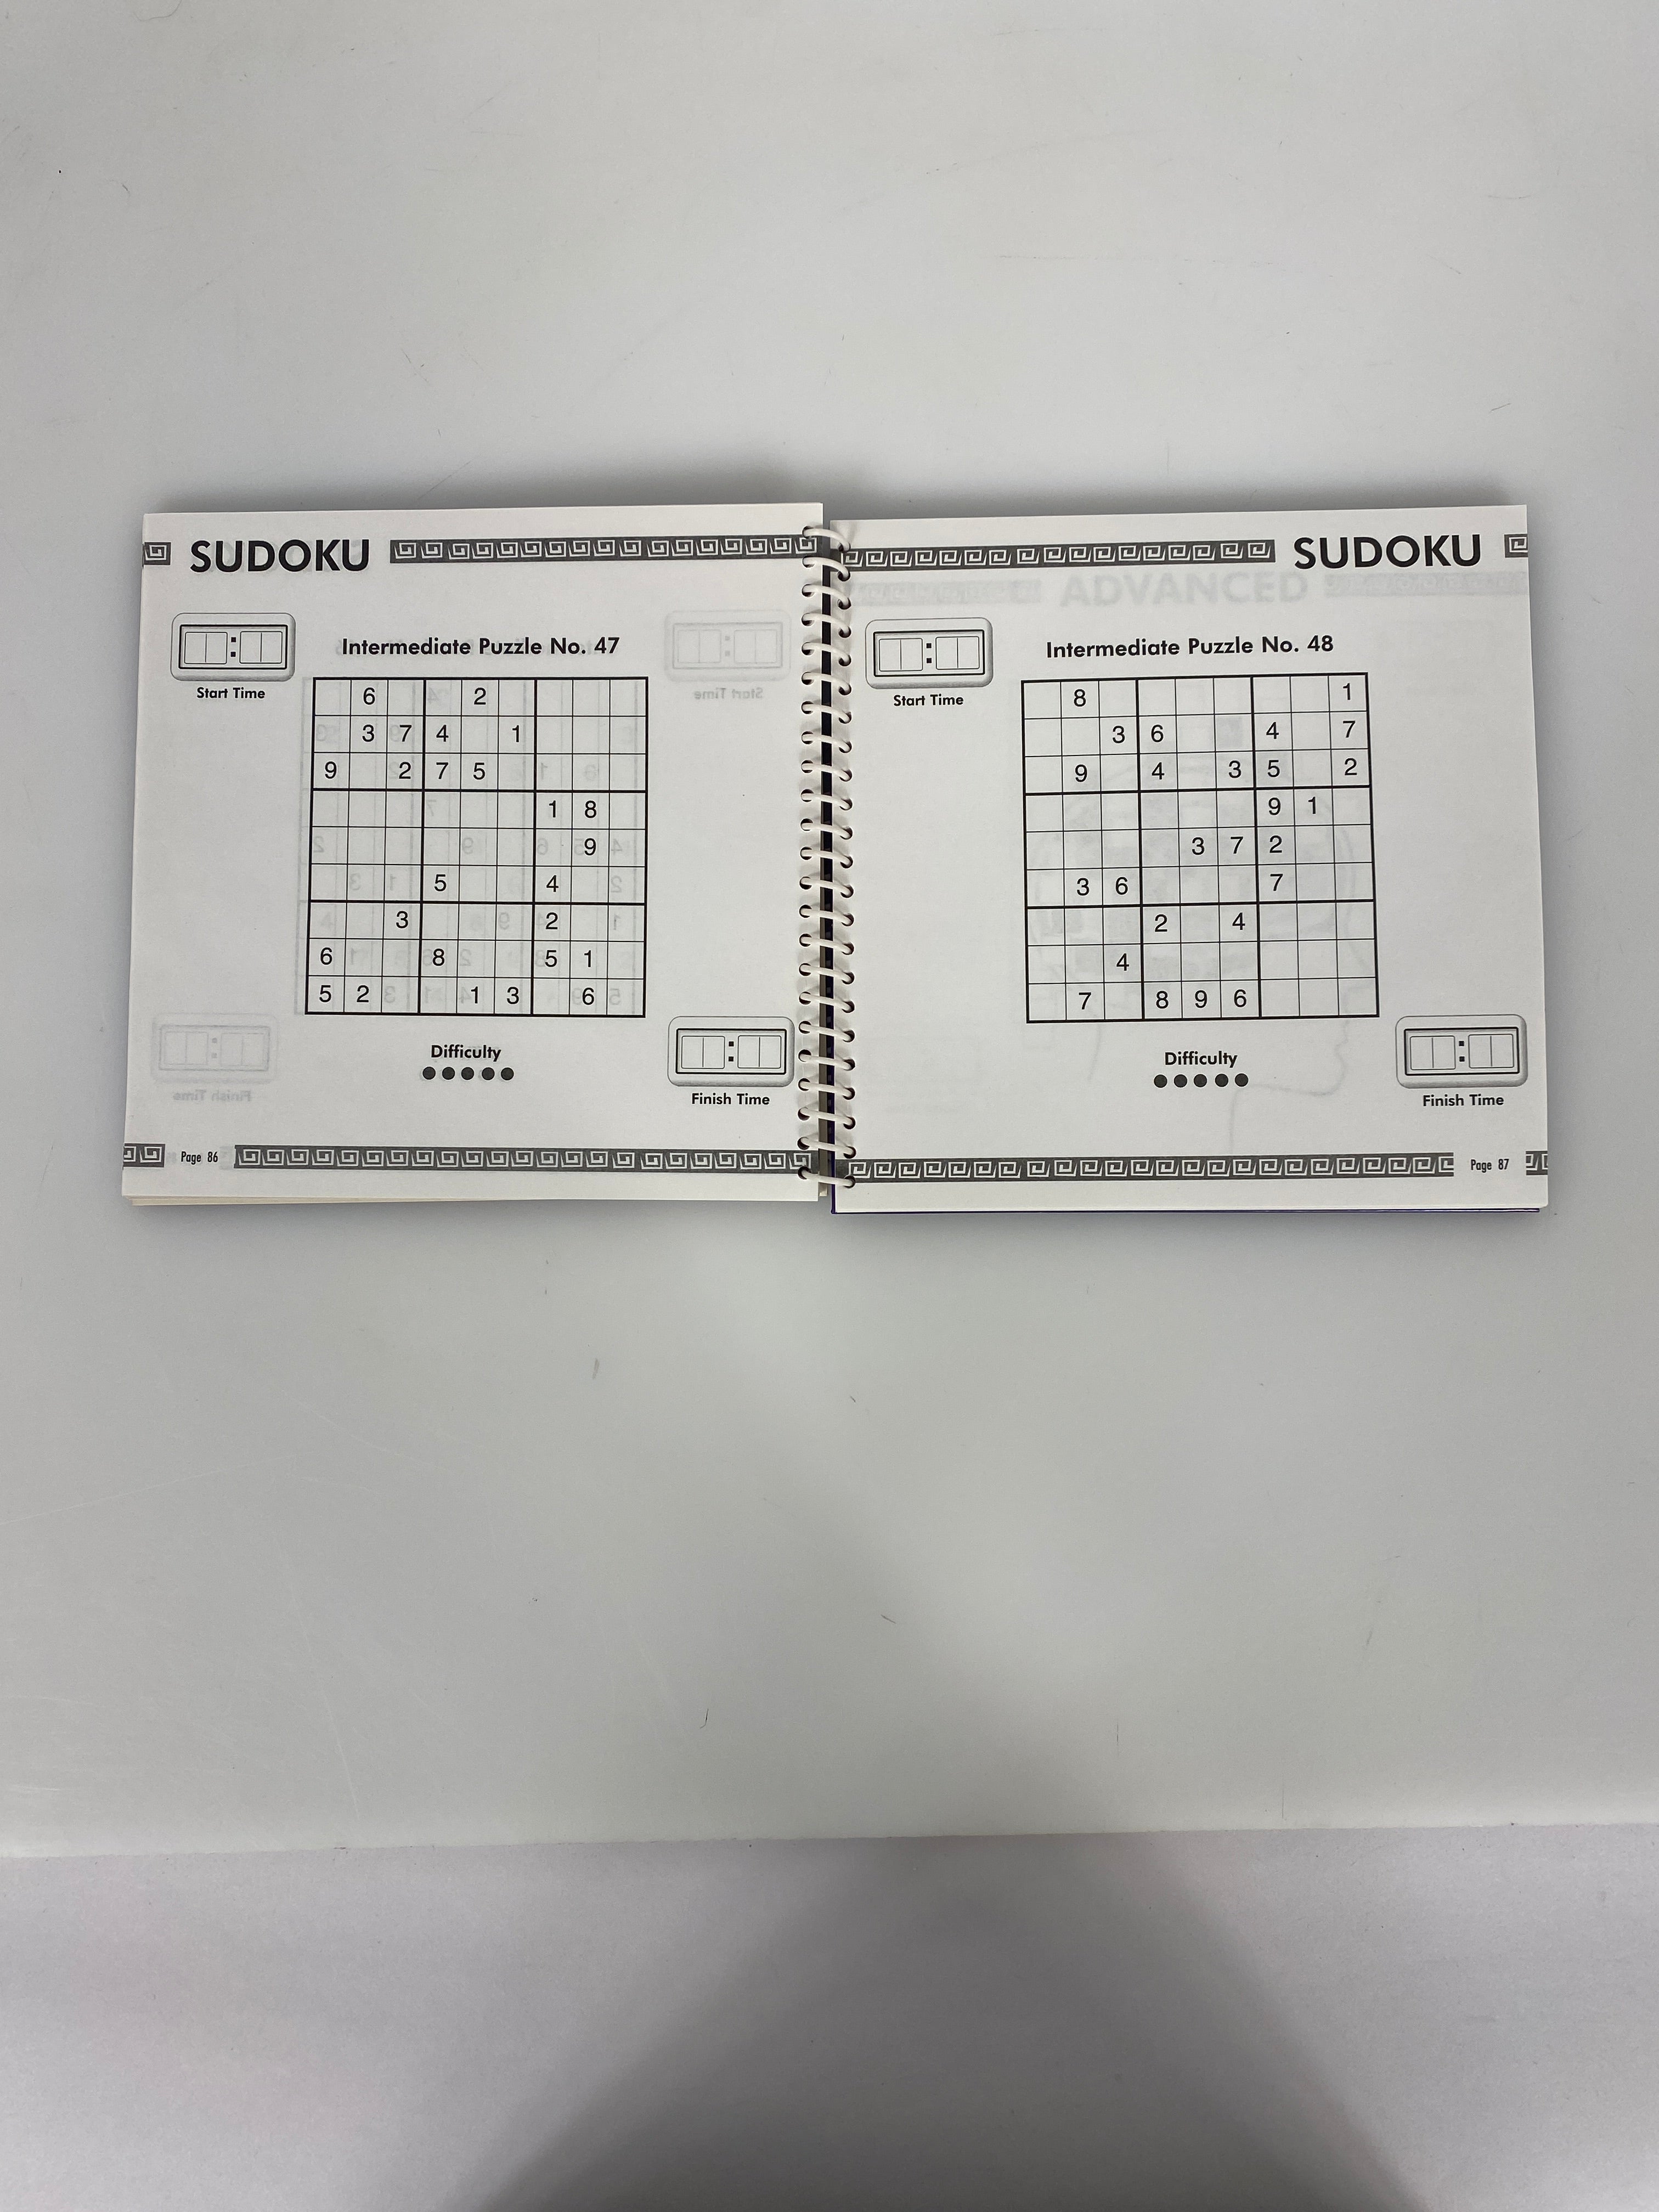 SUDOKU
Start Time
Intermediate Puzzle No. 47
6 2
3 7 4 1
9 2 7 5
1 8
9
5 4
3 2
6 8 5 1
5 2 1 3 6
Difficulty
Finish Time
Page 86
SUDOKU
ADVANCED
Start Time
Intermediate Puzzle No. 48
8 1
3 6 4 7
9 4 3 5 2
9 1
3 7 2
3 6 7
2 4
4
7 8 9 6
Difficulty
Finish Time
Page 87